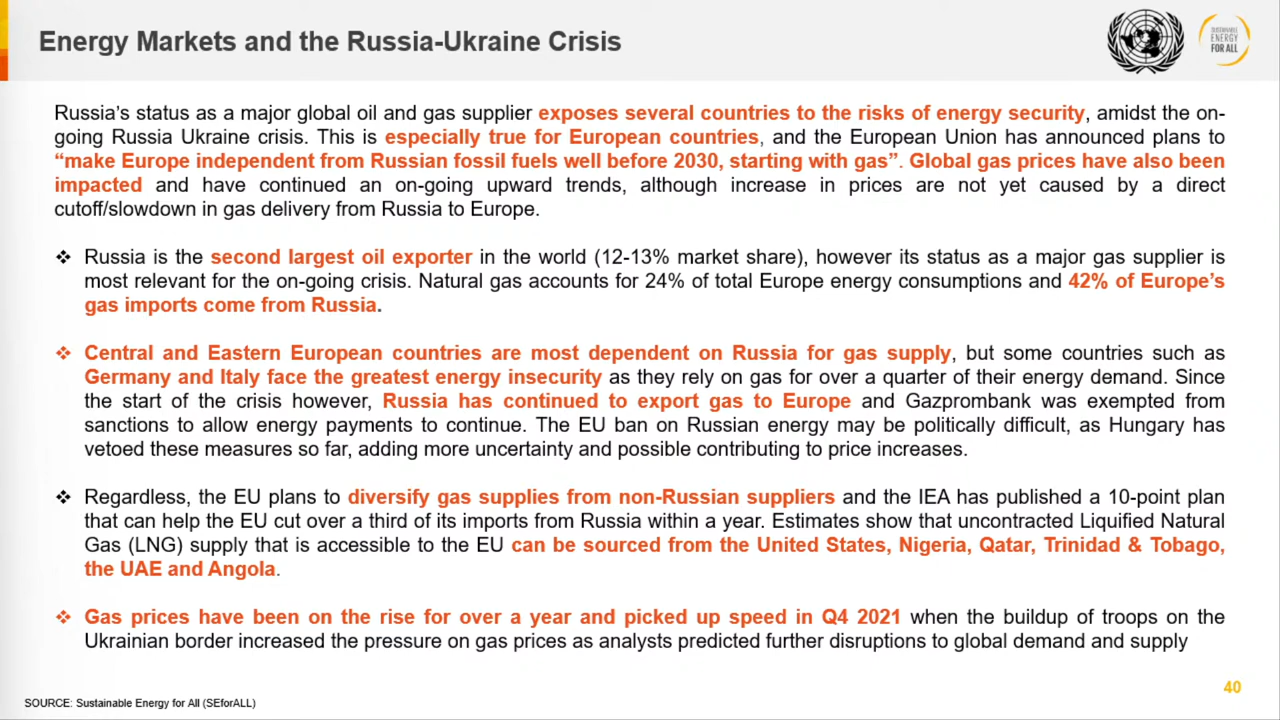 Energy Markets and the Russia-Ukraine Crisis
SUSTAINABLE
ENERGY
FOR ALL
Russia’s status as a major global oil and gas supplier exposes several countries to the risks of energy security, amidst the on-
going Russia Ukraine crisis. This is especially true for European countries, and the European Union has announced plans to
“make Europe independent from Russian fossil fuels well before 2030, starting with gas”. Global gas prices have also been
impacted and have continued an on-going upward trends, although increase in prices are not yet caused by a direct
cutoff/slowdown in gas delivery from Russia to Europe.
❖ Russia is the second largest oil exporter in the world (12-13% market share), however its status as a major gas supplier is
most relevant for the on-going crisis. Natural gas accounts for 24% of total Europe energy consumptions and 42% of Europe’s
gas imports come from Russia.
❖ Central and Eastern European countries are most dependent on Russia for gas supply, but some countries such as
Germany and Italy face the greatest energy insecurity as they rely on gas for over a quarter of their energy demand. Since
the start of the crisis however, Russia has continued to export gas to Europe and Gazprombank was exempted from
sanctions to allow energy payments to continue. The EU ban on Russian energy may be politically difficult, as Hungary has
vetoed these measures so far, adding more uncertainty and possible contributing to price increases.
❖ Regardless, the EU plans to diversify gas supplies from non-Russian suppliers and the IEA has published a 10-point plan
that can help the EU cut over a third of its imports from Russia within a year. Estimates show that uncontracted Liquified Natural
Gas (LNG) supply that is accessible to the EU can be sourced from the United States, Nigeria, Qatar, Trinidad & Tobago,
the UAE and Angola.
❖ Gas prices have been on the rise for over a year and picked up speed in Q4 2021 when the buildup of troops on the
Ukrainian border increased the pressure on gas prices as analysts predicted further disruptions to global demand and supply
40
SOURCE: Sustainable Energy for All (SEforALL)